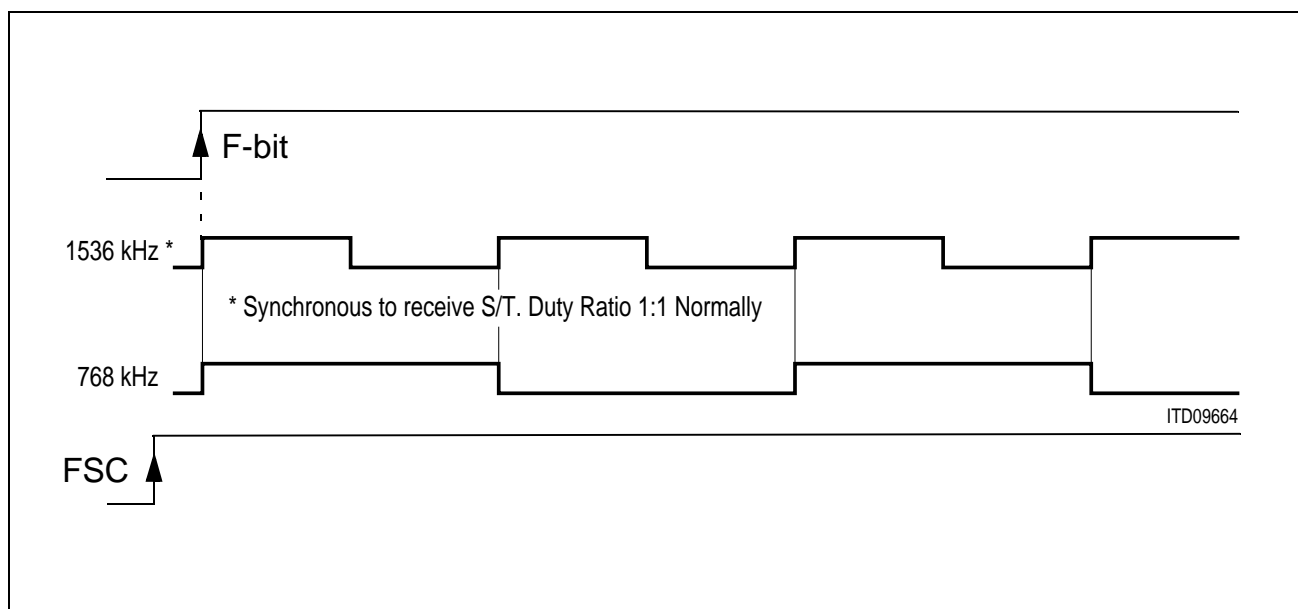 F-bit
1536 kHz *
* Synchronous to receive S/T. Duty Ratio 1:1 Normally
768 kHz
ITD09664
FSC